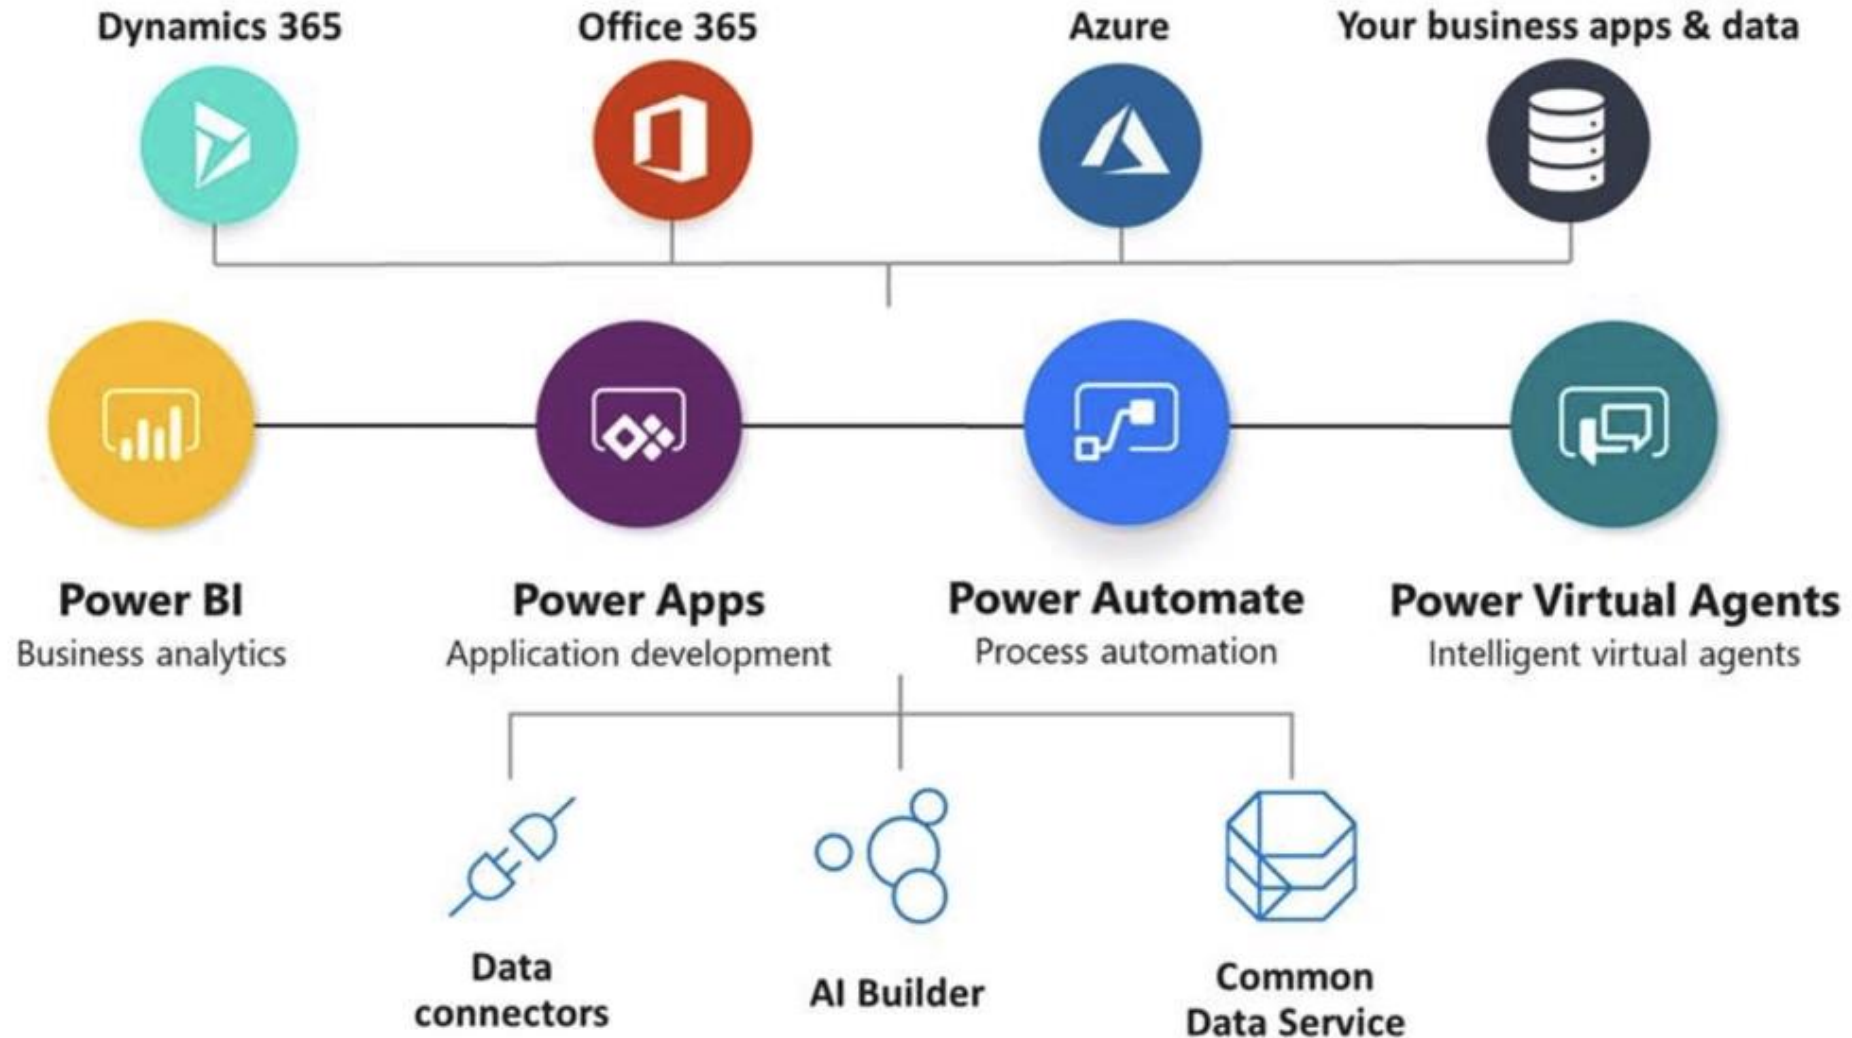 Dynamics 365
Office 365
Azure
Your business apps & data
Power BI
Power Apps
Power Automate
Power Virtual Agents
Business analytics
Application development
Process automation
Intelligent virtual agents
Data
connectors
AI Builder
Common
Data Service